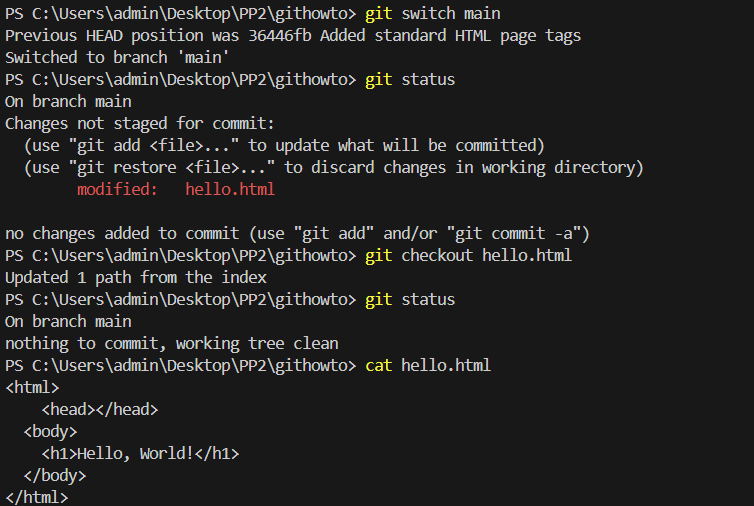 PS C:\Users\admin\Desktop\PP2\githowto> git switch main
Previous HEAD position was 36446fb Added standard HTML page tags
Switched to branch 'main'
PS C:\Users\admin\Desktop\PP2\githowto> git status
On branch main
Changes not staged for commit:
  (use "git add <file>..." to update what will be committed)
  (use "git restore <file>..." to discard changes in working directory)
        modified:   hello.html

no changes added to commit (use "git add" and/or "git commit -a")
PS C:\Users\admin\Desktop\PP2\githowto> git checkout hello.html
Updated 1 path from the index
PS C:\Users\admin\Desktop\PP2\githowto> git status
On branch main
nothing to commit, working tree clean
PS C:\Users\admin\Desktop\PP2\githowto> cat hello.html
<html>
    <head></head>
  <body>
    <h1>Hello, World!</h1>
  </body>
</html>